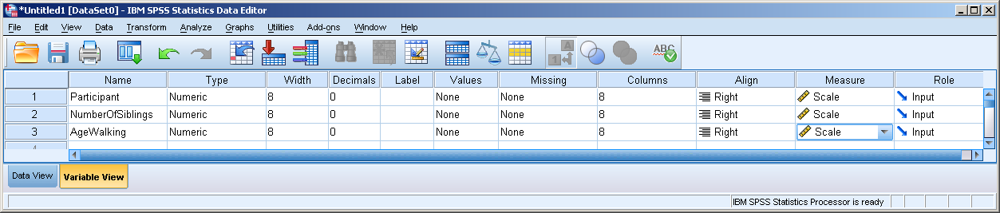 *Untitled1 [DataSet0] - IBM SPSS Statistics Data Editor
File Edit View Data Transform Analyze Graphs Utilities Add-ons Window Help
A 1 ABC
Name Type Width Decimals Label Values Missing Columns Align Measure Role
1 Participant Numeric 8 0 None None 8 Right Scale Input
2 NumberOfSiblings Numeric 8 0 None None 8 Right Scale Input
3 AgeWalking Numeric 8 0 None None 8 Right Scale Input
4
Data View Variable View
IBM SPSS Statistics Processor is ready